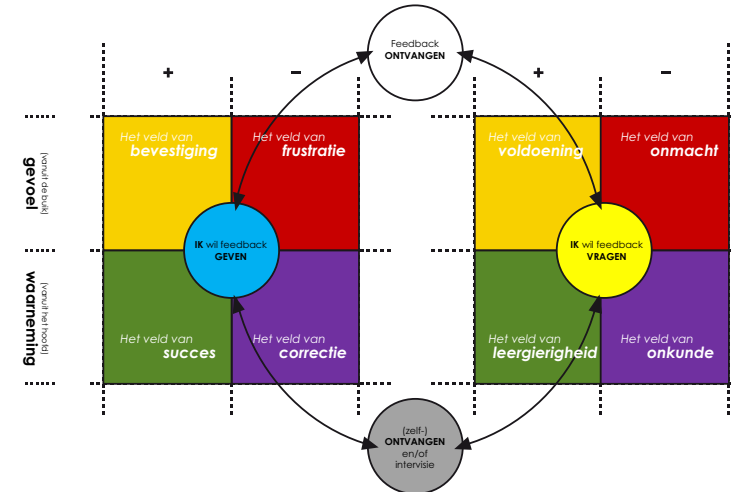 Feedback
ONTVANGEN
+
–
+
–
Het veld van
bevestiging
Het veld van
frustratie
Het veld van
voldoening
Het veld van
onmacht
(vanuit de buik)
gevoel
IK wil feedback
GEVEN
IK wil feedback
VRAGEN
(vanuit het hoofd)
waarneming
Het veld van
succes
Het veld van
correctie
Het veld van
leergierigheid
Het veld van
onkunde
(zelf-)
ONTVANGEN
en/of
intervisie